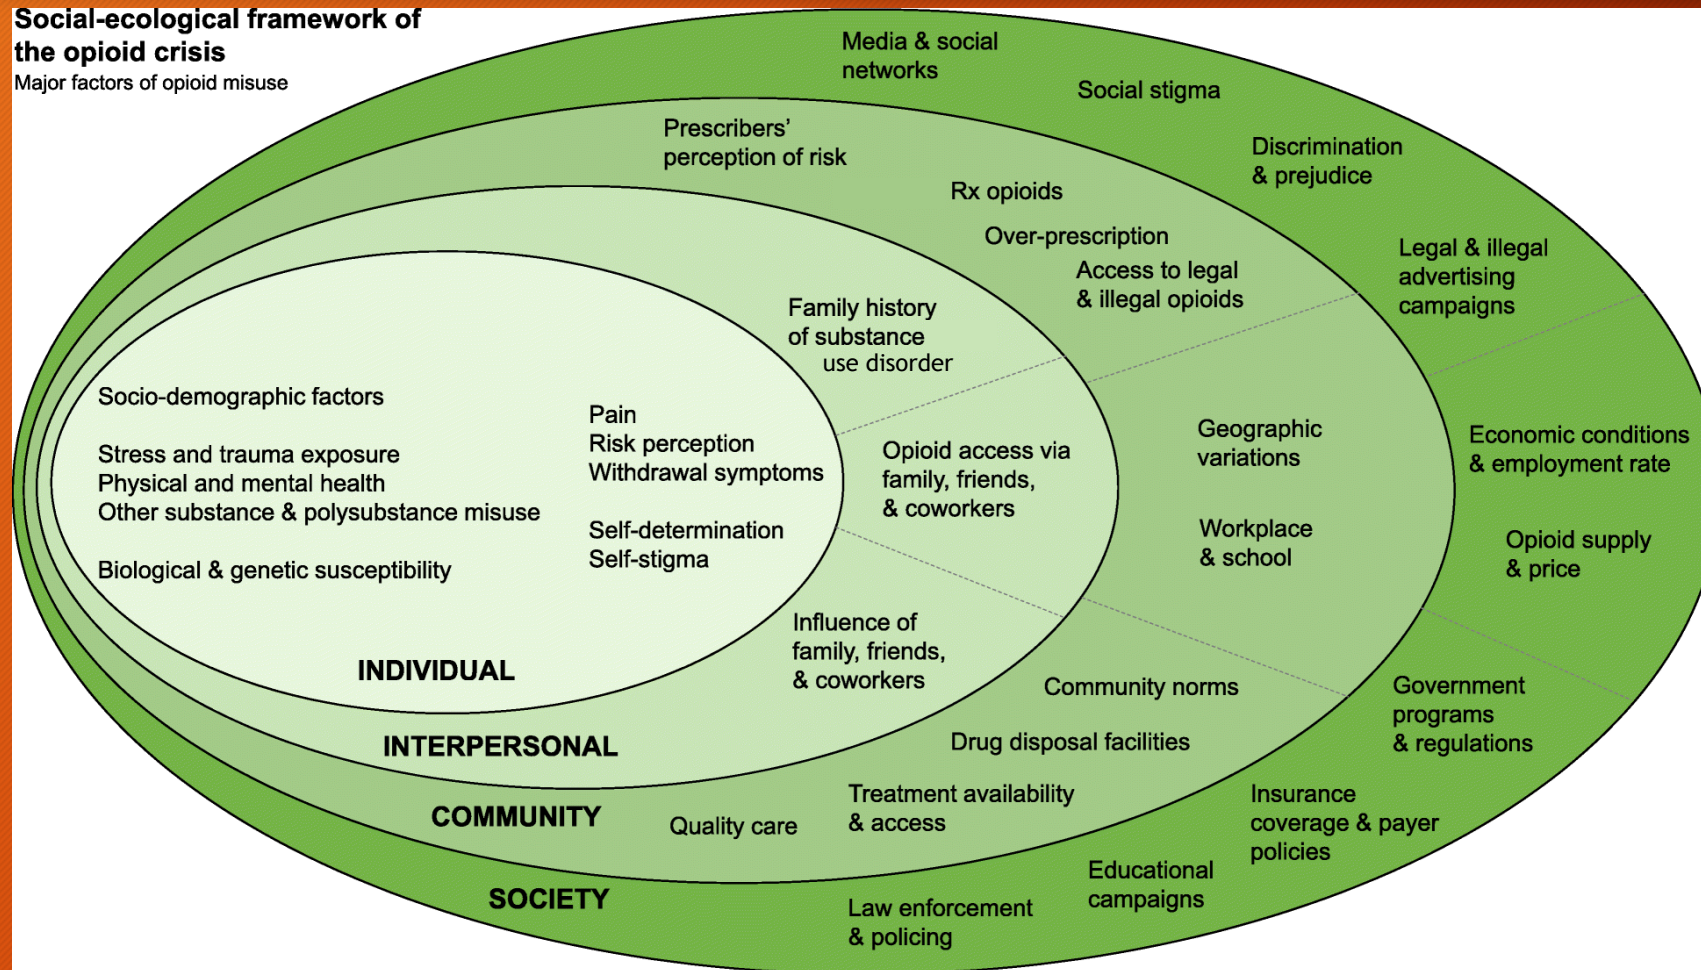 Social-ecological framework of
the opioid crisis
Major factors of opioid misuse
Media & social
networks
Social stigma
Discrimination
& prejudice
Legal & illegal
advertising
campaigns
Economic conditions
& employment rate
Opioid supply
& price
Government
programs
& regulations
Insurance
coverage & payer
policies
Educational
campaigns
Law enforcement
& policing
SOCIETY
Prescribers’
perception of risk
Rx opioids
Over-prescription
Access to legal
& illegal opioids
Geographic
variations
Workplace
& school
Community norms
Drug disposal facilities
Treatment availability
& access
Quality care
COMMUNITY
Family history
of substance
use disorder
Opioid access via
family, friends,
& coworkers
Influence of
family, friends,
& coworkers
INTERPERSONAL
Socio-demographic factors
Stress and trauma exposure
Physical and mental health
Other substance & polysubstance misuse
Biological & genetic susceptibility
Pain
Risk perception
Withdrawal symptoms
Self-determination
Self-stigma
INDIVIDUAL